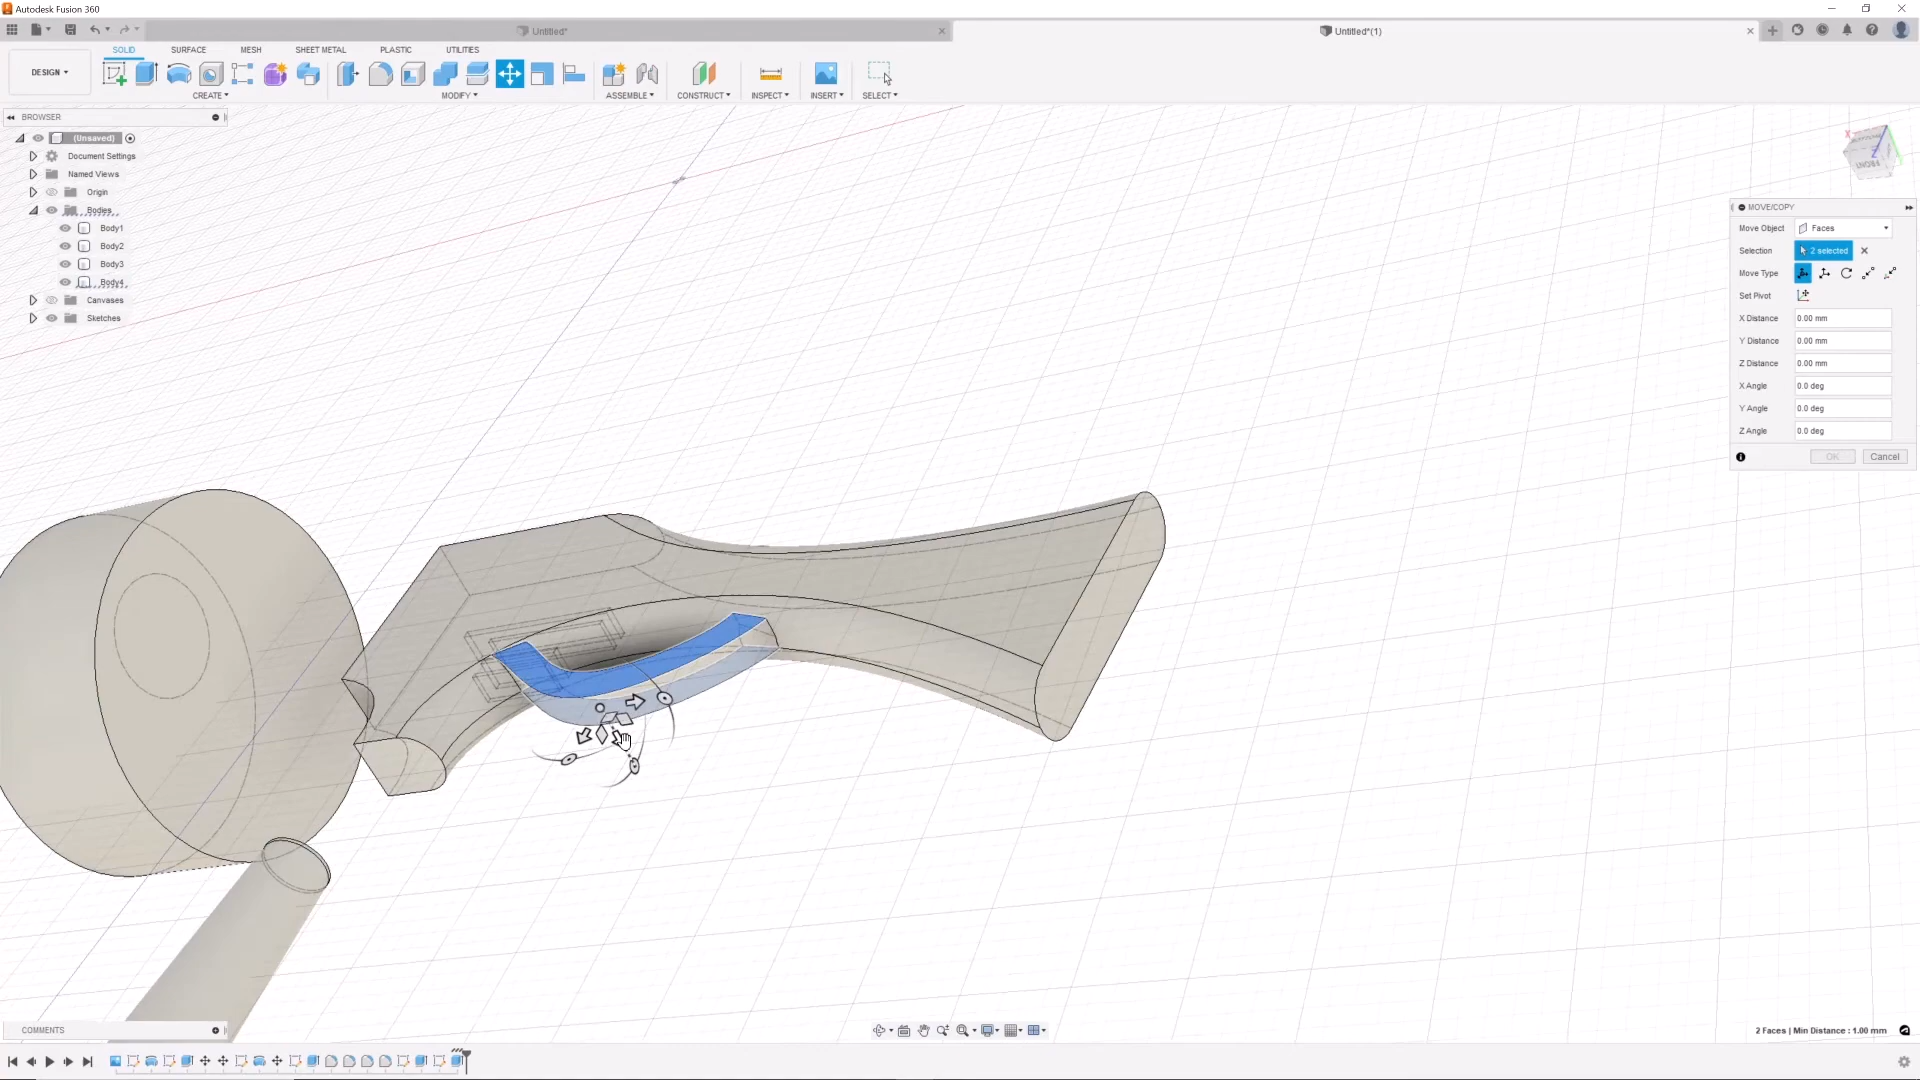 Autodesk Fusion 360
Untitled*
Untitled*(1)
DESIGN
SOLID
SURFACE
MESH
SHEET METAL
PLASTIC
UTILITIES
CREATE
MODIFY
ASSEMBLE
CONSTRUCT
INSPECT
INSERT
SELECT
BROWSER
(Unsaved)
Document Settings
Named Views
Origin
Bodies
Body1
Body2
Body3
Body4
Canvases
Sketches
X
Z
FRONT
MOVE/COPY
Move Object
Faces
Selection
2 selected
Move Type
Set Pivot
X Distance
0.00 mm
Y Distance
0.00 mm
Z Distance
0.00 mm
X Angle
0.0 deg
Y Angle
0.0 deg
Z Angle
0.0 deg
OK
Cancel
COMMENTS
2 Faces | Min Distance : 1.00 mm